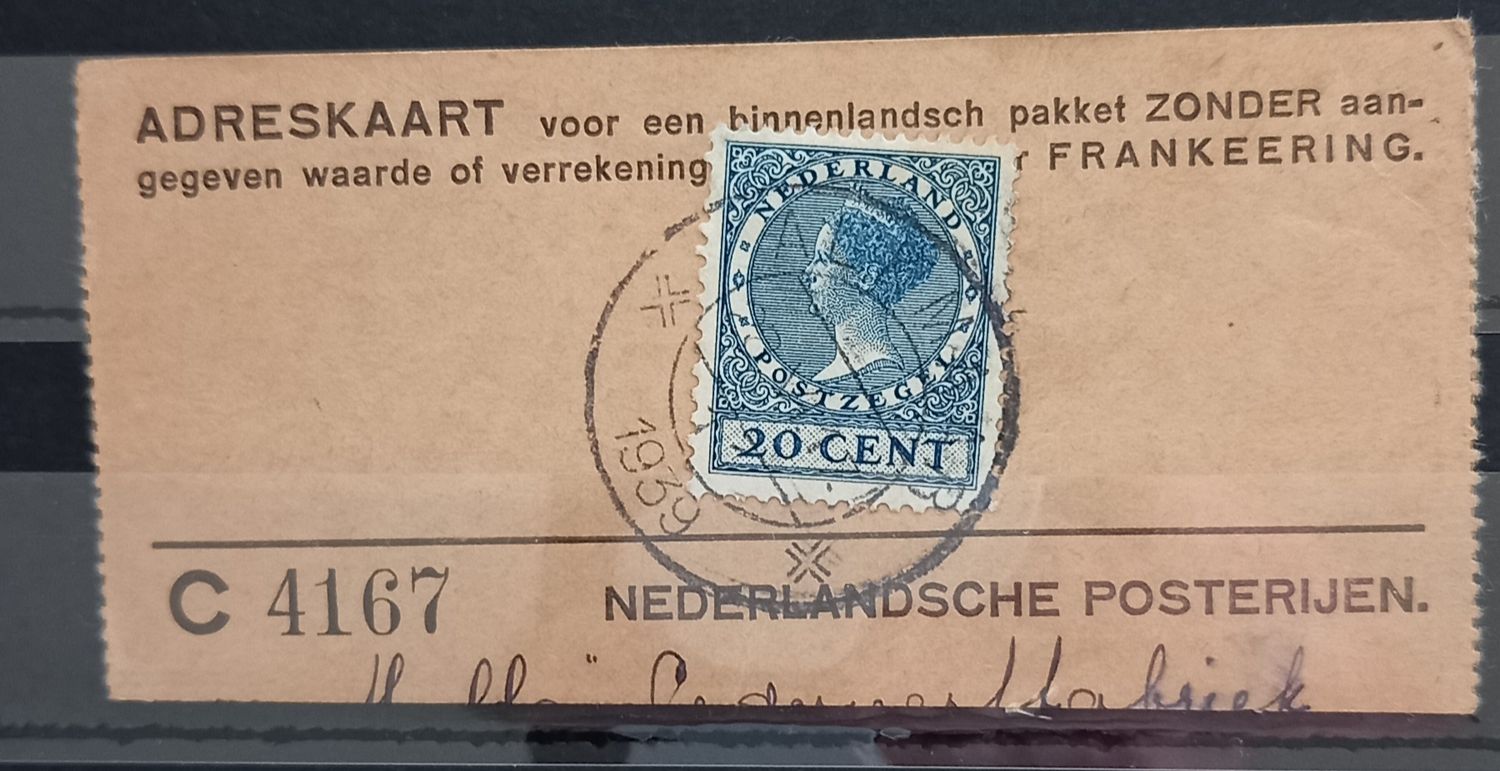 ADRESKAART voor een binnenlandsch pakket ZONDER aan-
gegeven waarde of verrekening r FRANKEERING.
NEDERLAND
POSTZEGEL
20 CENT
1939
C 4167
NEDERLANDSCHE POSTERIJEN.